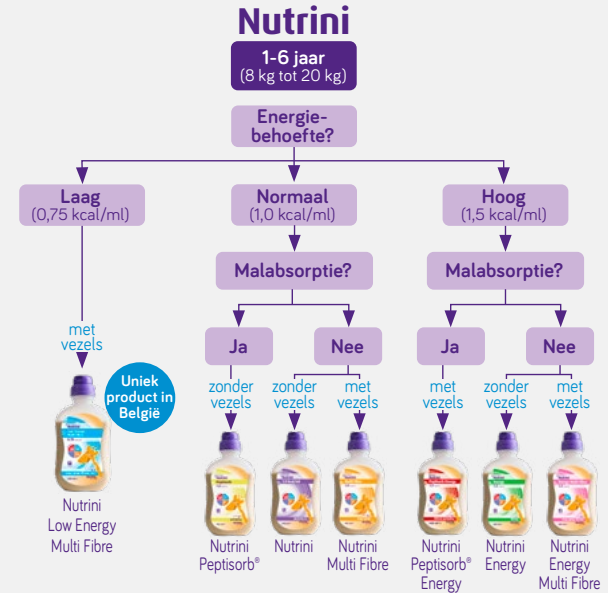 Nutrini
1-6 jaar
(8 kg tot 20 kg)
Energie-
behoefte?
Laag
(0,75 kcal/ml)
Normaal
(1,0 kcal/ml)
Hoog
(1,5 kcal/ml)
Malabsorptie?
Malabsorptie?
Ja
Nee
Ja
Nee
met
vezels
Uniek
product in
België
zonder
vezels
zonder
vezels
met
vezels
met
vezels
zonder
vezels
met
vezels
Nutrini
Low Energy
Multi Fibre
Nutrini
Peptisorb®
Nutrini
Nutrini
Multi Fibre
Nutrini
Peptisorb®
Energy
Nutrini
Energy
Nutrini
Energy
Multi Fibre